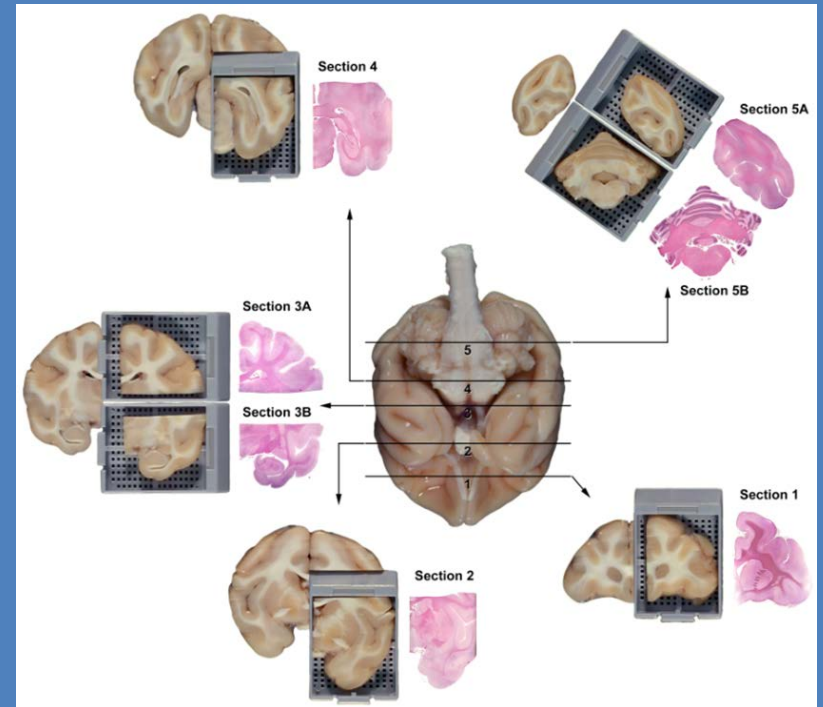 Section 4
Section 5A
Section 5B
Section 3A
Section 3B
5
4
3
2
1
Section 2
Section 1